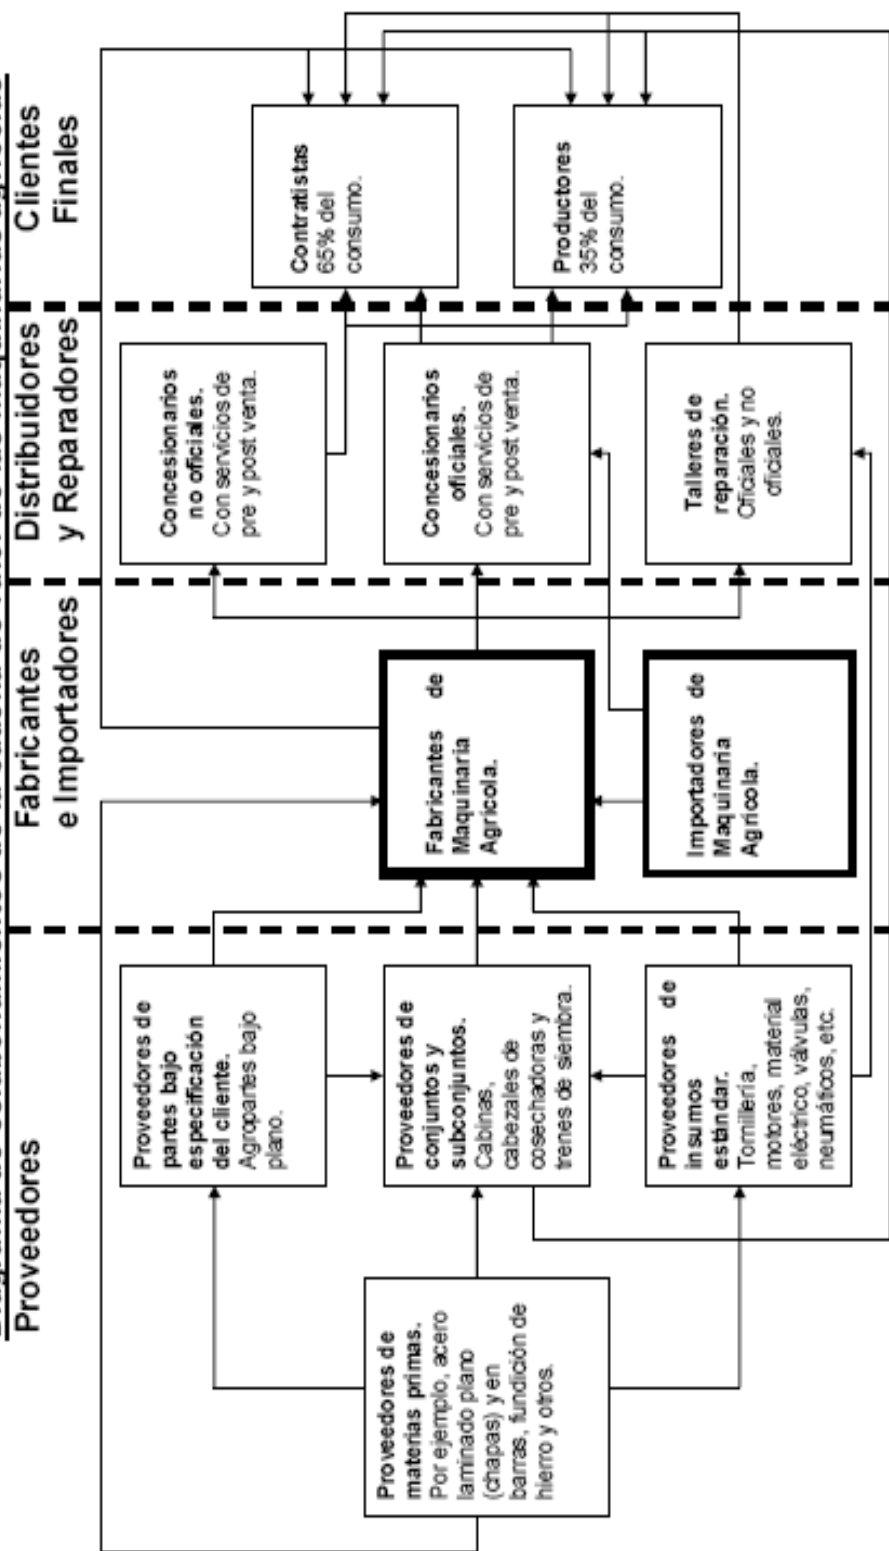 Proveedores
Fabricantes
e Importadores
Distribuidores
y Reparadores
Clientes
Finales
Proveedores de
materias primas.
Por ejemplo, acero
laminado plano
(chapas) y en
barras, fundición de
hierro y otros.
Proveedores de
partes bajo
especificación
del cliente.
Agropartes bajo
plano.
Proveedores de
conjuntos y
subconjuntos.
Cabinas,
cabezales de
cosechadoras y
trenes de siembra.
Proveedores de
insumos
estándar.
Tornillería,
motores, material
eléctrico, válvulas,
neumáticos, etc.
Fabricantes de
Maquinaria
Agrícola.
Importadores de
Maquinaria
Agrícola.
Concesionarios
no oficiales.
Con servicios de
pre y post venta.
Concesionarios
oficiales.
Con servicios de
pre y post venta.
Talleres de
reparación.
Oficiales y no
oficiales.
Contratistas
65% del
consumo.
Productores
35% del
consumo.